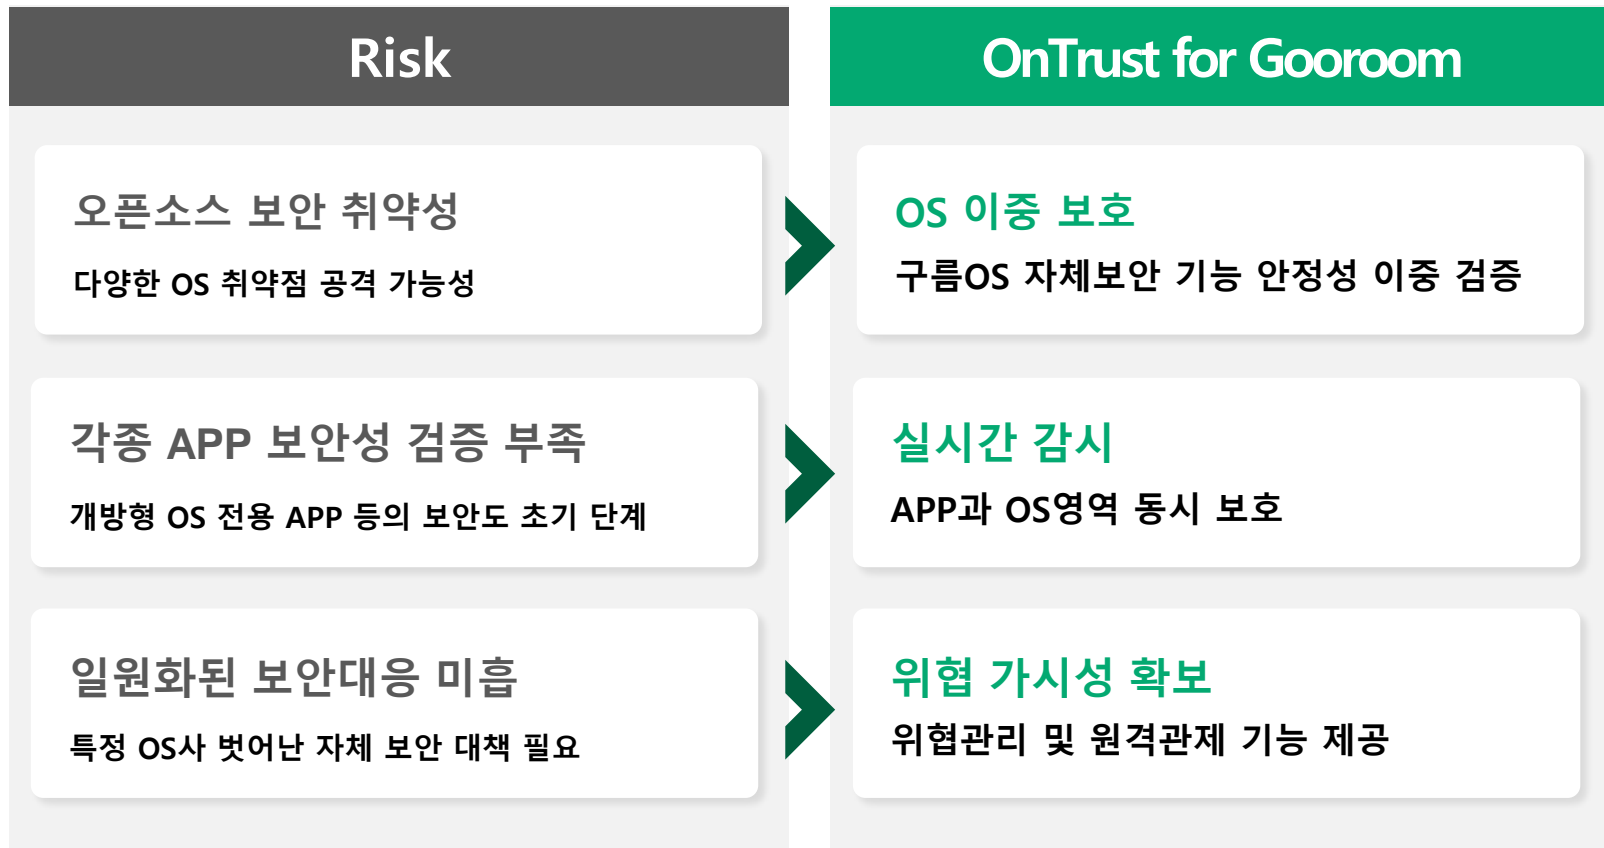 Risk
오픈소스 보안 취약성
다양한 OS 취약점 공격 가능성
각종 APP 보안성 검증 부족
개방형 OS 전용 APP 등의 보안도 초기 단계
일원화된 보안대응 미흡
특정 OS사 벗어난 자체 보안 대책 필요
OnTrust for Gooroom
OS 이중 보호
구름OS 자체보안 기능 안정성 이중 검증
실시간 감시
APP과 OS영역 동시 보호
위협 가시성 확보
위협관리 및 원격관제 기능 제공